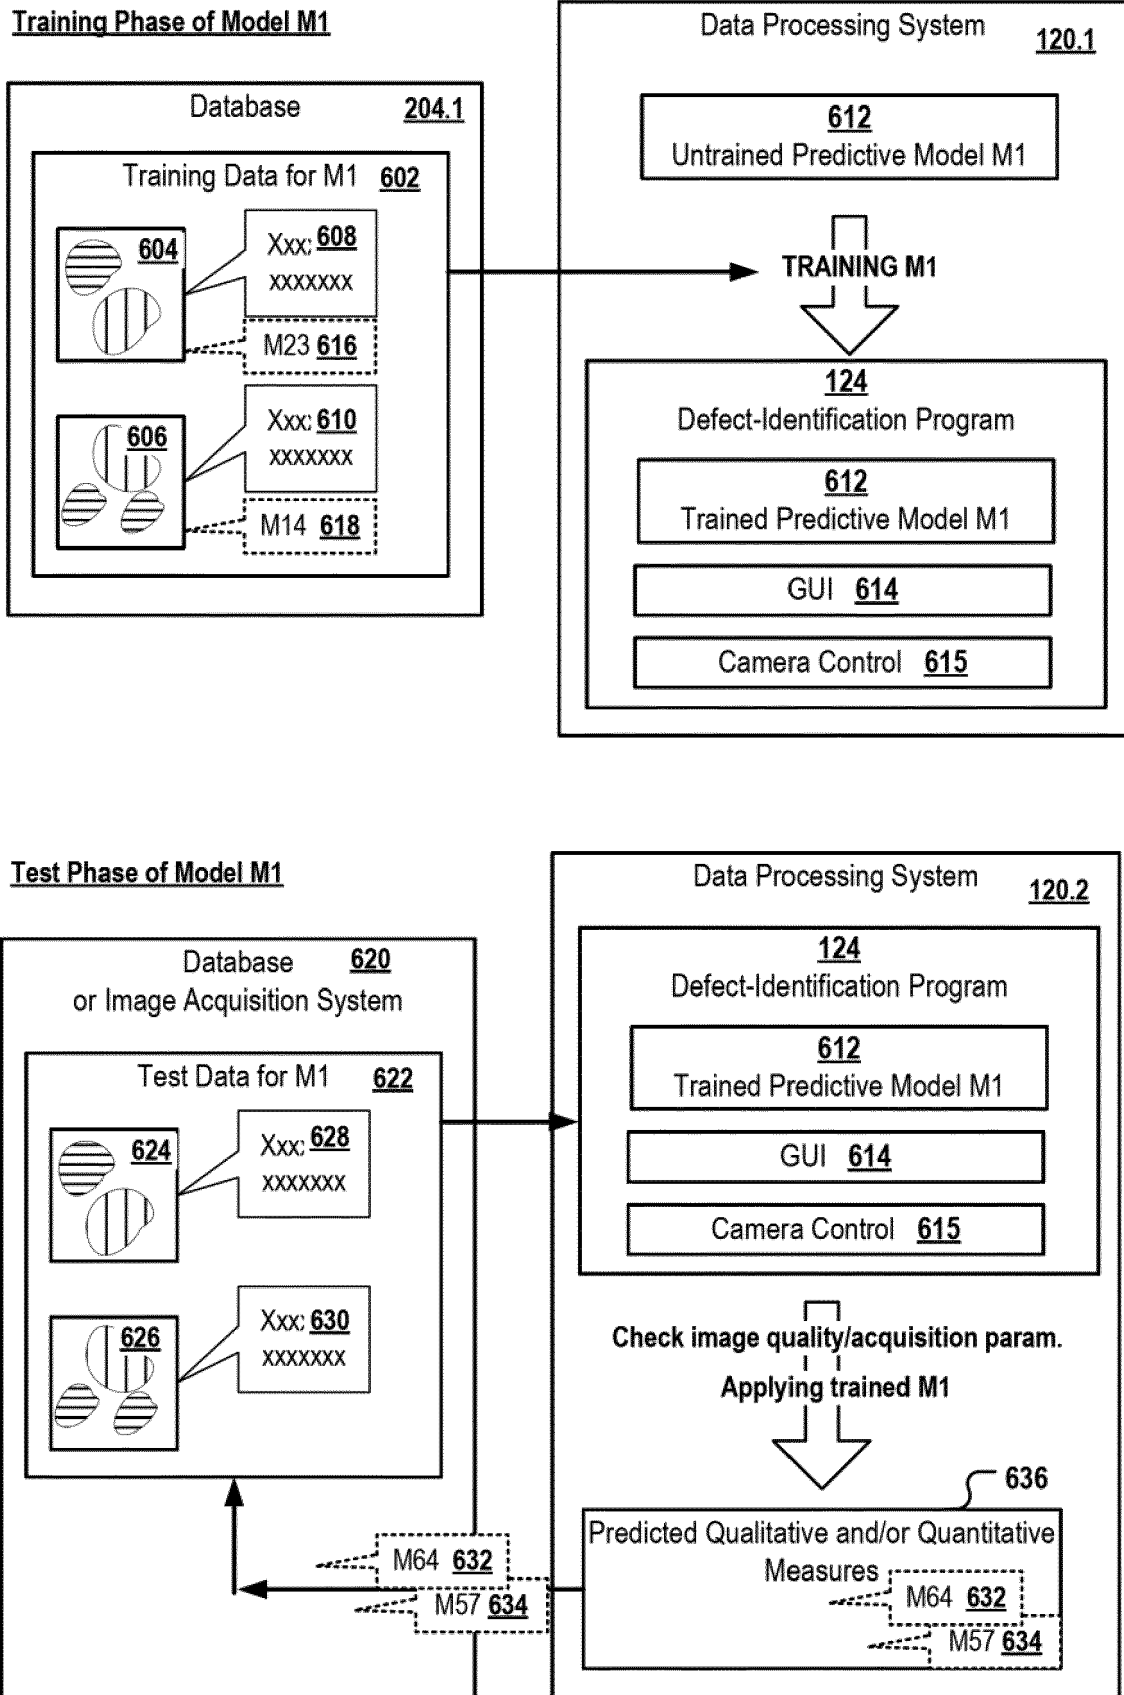 Training Phase of Model M1
Data Processing System
120.1
Database 204.1
612
Untrained Predictive Model M1
Training Data for M1 602
604
Xxx: 608
xxxxxxx
M23 616
TRAINING M1
606
Xxx: 610
xxxxxxx
M14 618
124
Defect-Identification Program
612
Trained Predictive Model M1
GUI 614
Camera Control 615
Test Phase of Model M1
Data Processing System
120.2
Database 620
or Image Acquisition System
124
Defect-Identification Program
Test Data for M1 622
612
Trained Predictive Model M1
624
Xxx: 628
xxxxxxx
GUI 614
Camera Control 615
626
Xxx: 630
xxxxxxx
Check image quality/acquisition param.
Applying trained M1
636
Predicted Qualitative and/or Quantitative
Measures
M64 632
M57 634
M64 632
M57 634